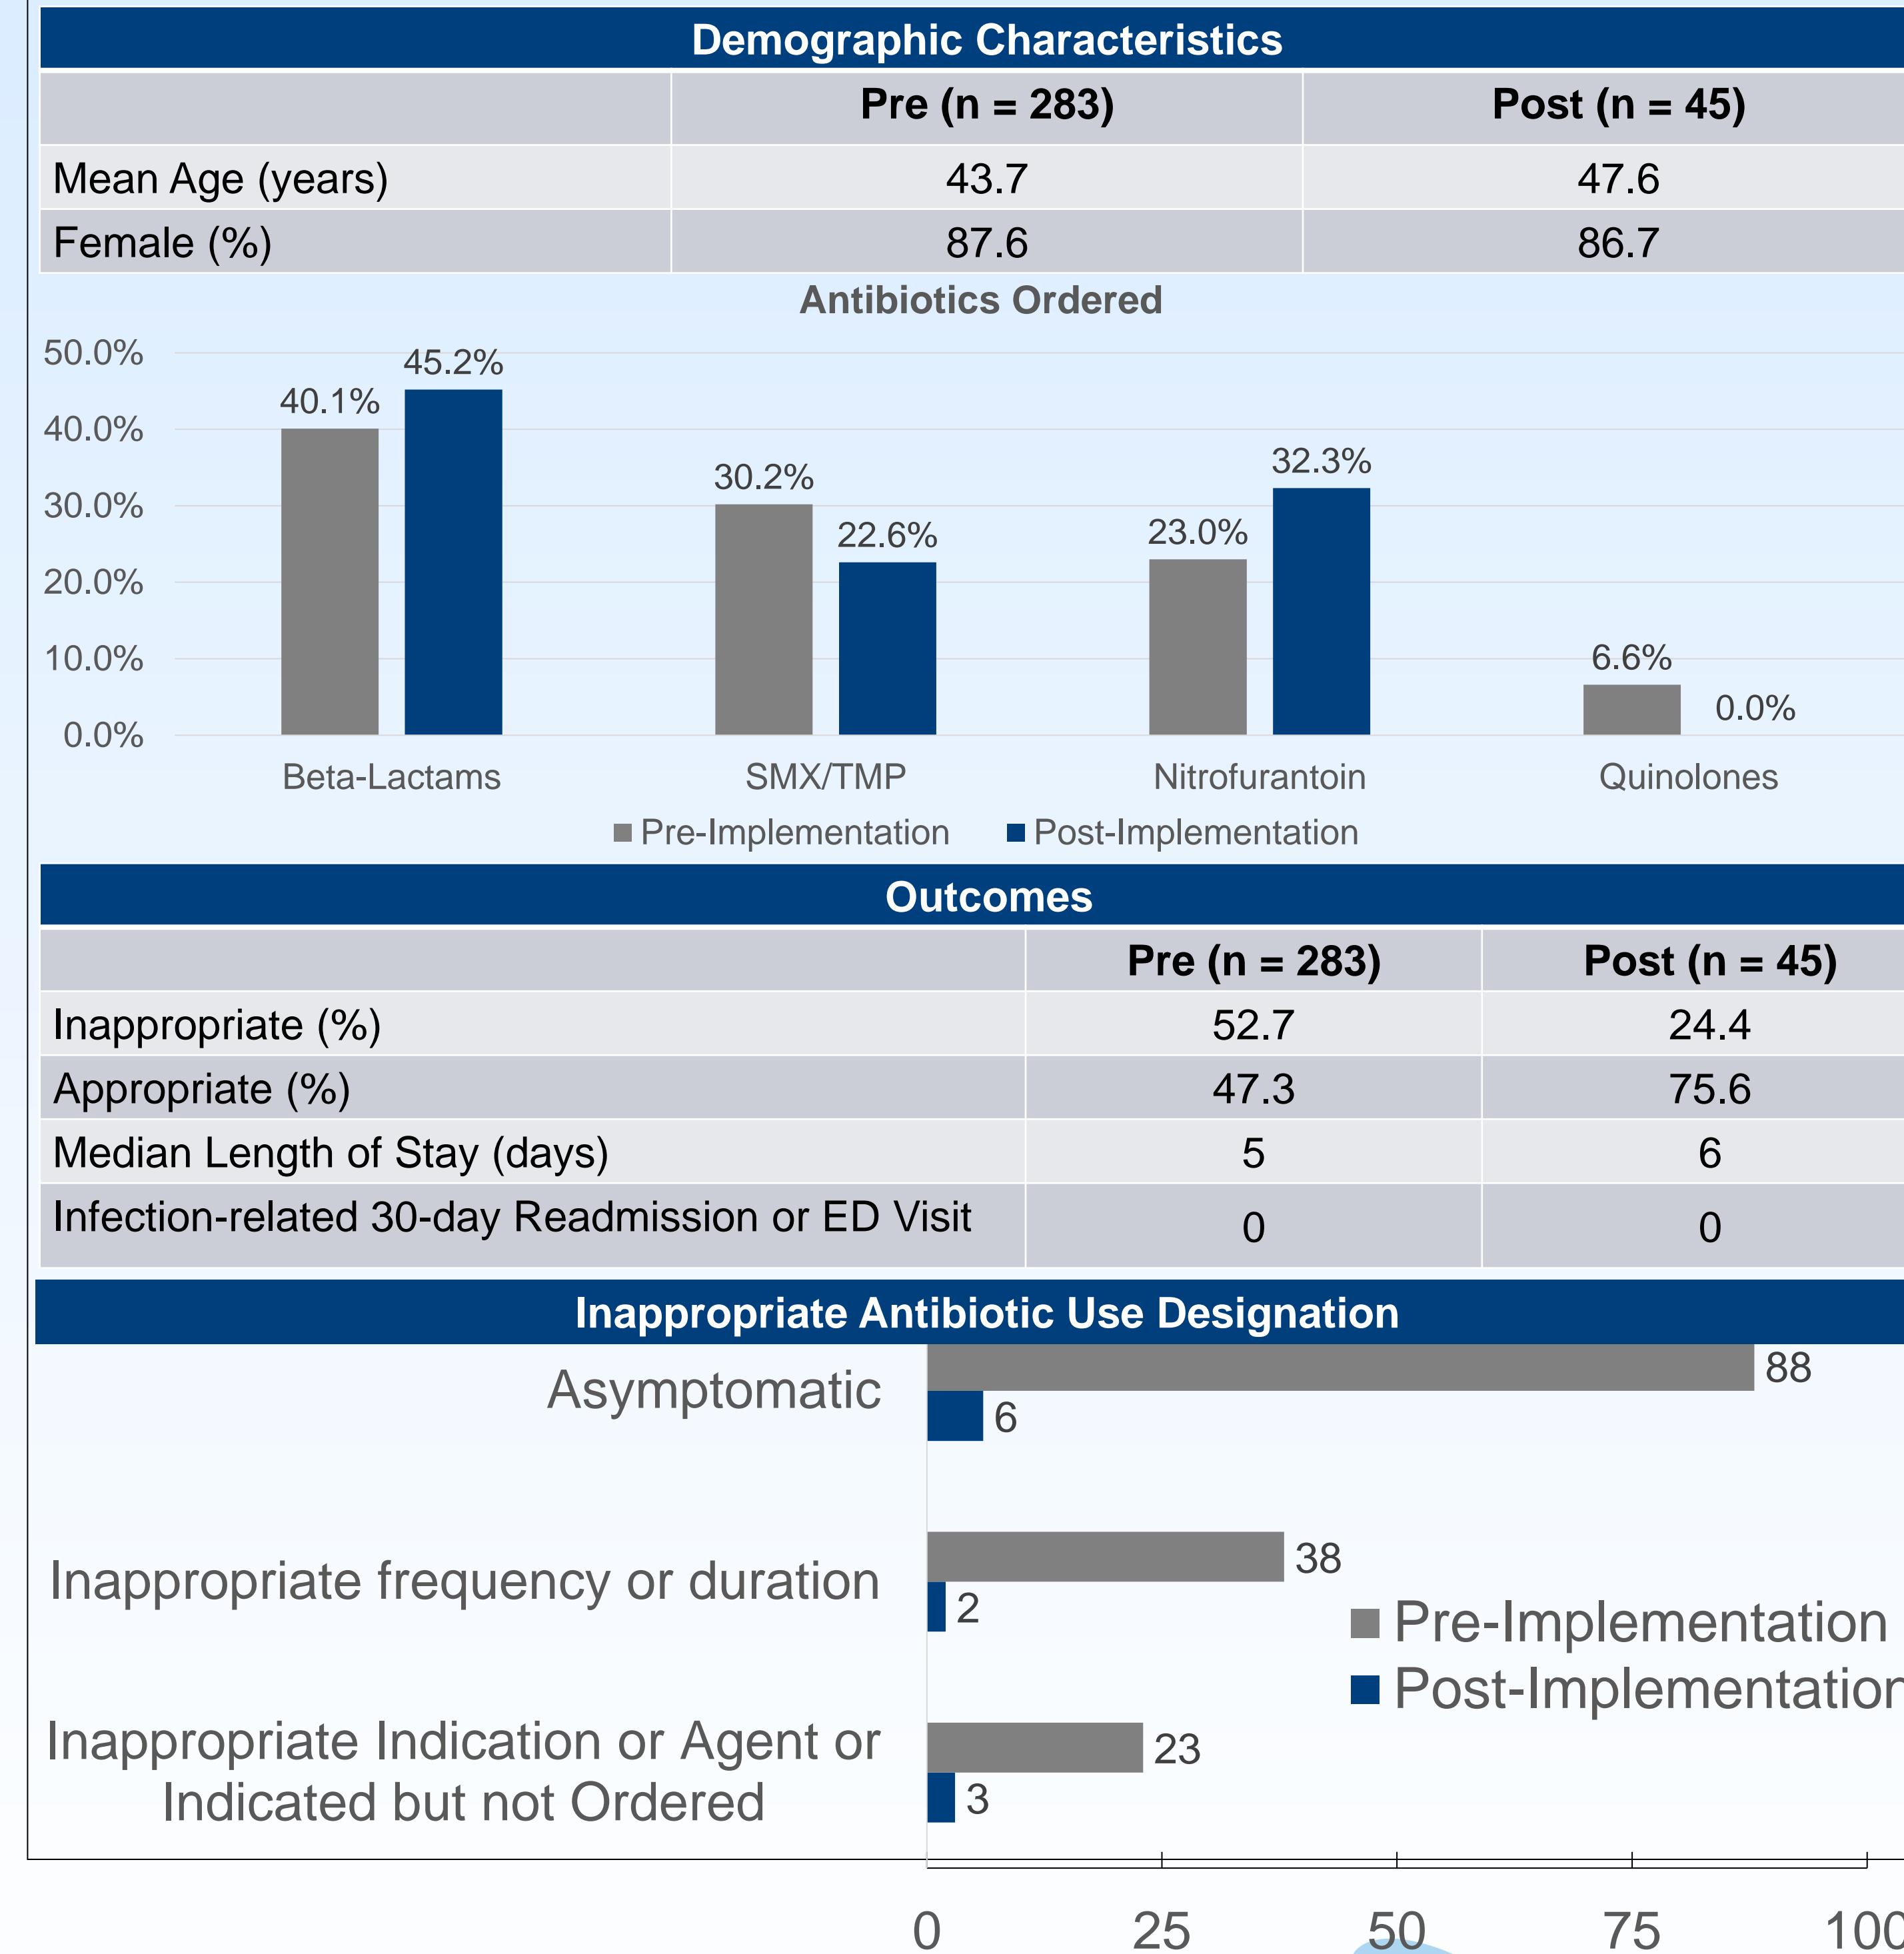 Demographic Characteristics
Pre (n = 283) Post (n = 45)
Mean Age (years) 43.7 47.6
Female (%) 87.6 86.7
Antibiotics Ordered
50.0%
40.0%
30.0%
20.0%
10.0%
0.0%
40.1% 45.2%
30.2% 22.6%
23.0% 32.3%
6.6% 0.0%
Beta-Lactams SMX/TMP Nitrofurantoin Quinolones
Pre-Implementation Post-Implementation
Outcomes
Pre (n = 283) Post (n = 45)
Inappropriate (%) 52.7 24.4
Appropriate (%) 47.3 75.6
Median Length of Stay (days) 5 6
Infection-related 30-day Readmission or ED Visit 0 0
Inappropriate Antibiotic Use Designation
Asymptomatic 88
6
Inappropriate frequency or duration 38
2
Pre-Implementation
Post-Implementation
Inappropriate Indication or Agent or
Indicated but not Ordered
23
3
0 25 50 75 100